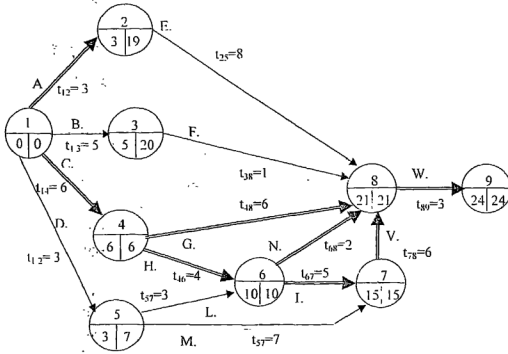 2
3 19
E.
t25=8
A.
t12= 3
1
0 0
B.
t13= 5
3
5 20
F.
t38=1
C.
t14= 6
8
21 21
W.
t89=3
9
24 24
t48=6
D.
4
6 6
G.
N.
t68=2
V.
t78=6
H.
t46=4
t12= 3
6
10 10
t67=5
I.
7
15 15
t57=3
L.
5
3 7
M.
t57=7